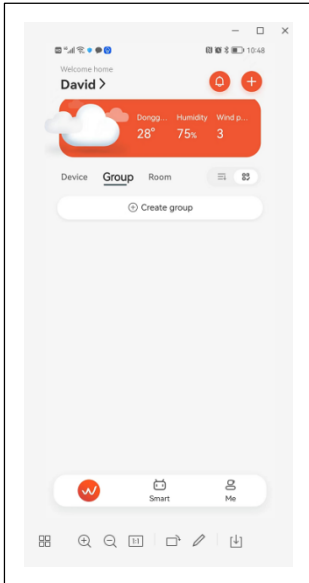 10:48
Welcome home
David >
Dongg... Humidity Wind p...
28° 75% 3
Device Group Room
Create group
Smart Me
1:1